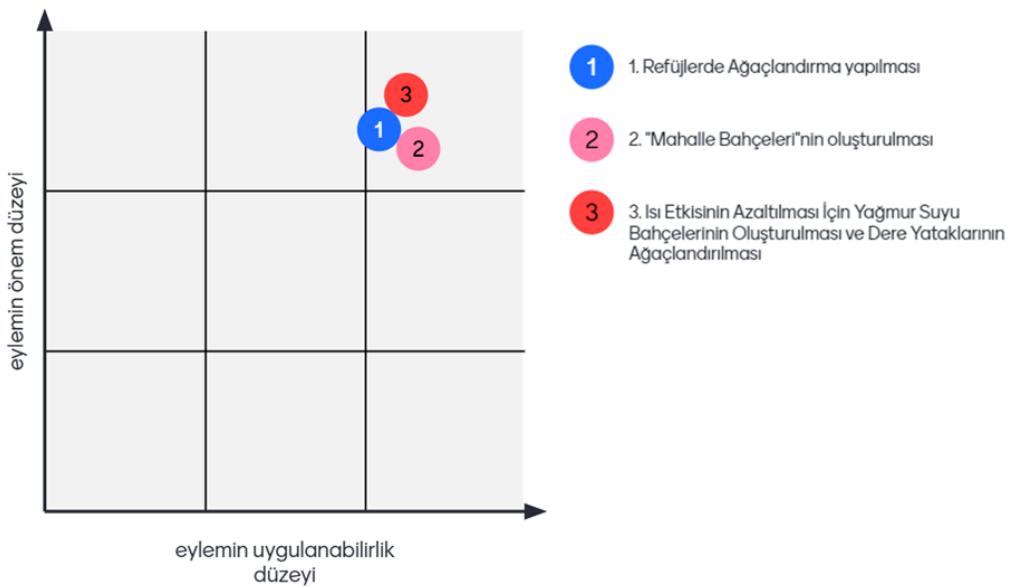 3
1
2
eylemin önem düzeyi
eylemin uygulanabilirlik
düzeyi
1 1. Refüjlerde Ağaçlandırma yapılması
2 2. "Mahalle Bahçeleri"nin oluşturulması
3 3. Isı Etkisinin Azaltılması İçin Yağmur Suyu
Bahçelerinin Oluşturulması ve Dere Yataklarının
Ağaçlandırılması